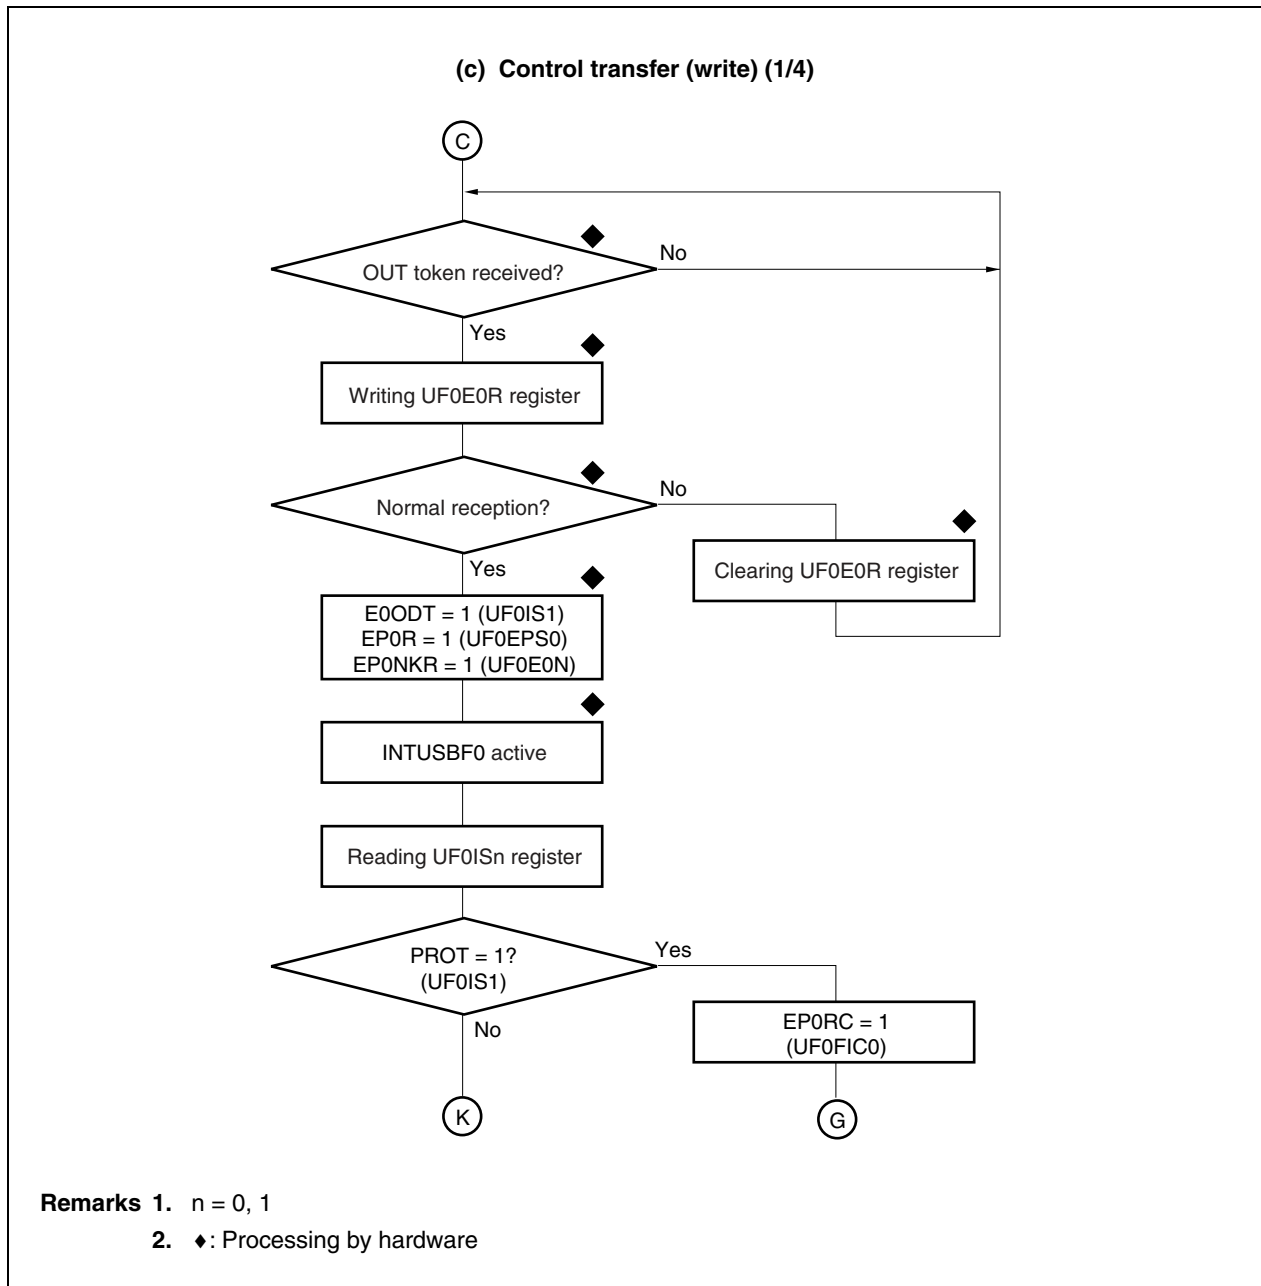 (c) Control transfer (write) (1/4)
C
OUT token received?
No
Yes
Writing UF0E0R register
Normal reception?
No
Yes
Clearing UF0E0R register
E0ODT = 1 (UF0IS1)
EP0R = 1 (UF0EPS0)
EP0NKR = 1 (UF0E0N)
INTUSBF0 active
Reading UF0ISn register
PROT = 1?
(UF0IS1)
Yes
No
EP0RC = 1
(UF0FIC0)
K
G
Remarks 1. n = 0, 1
2. ♦: Processing by hardware